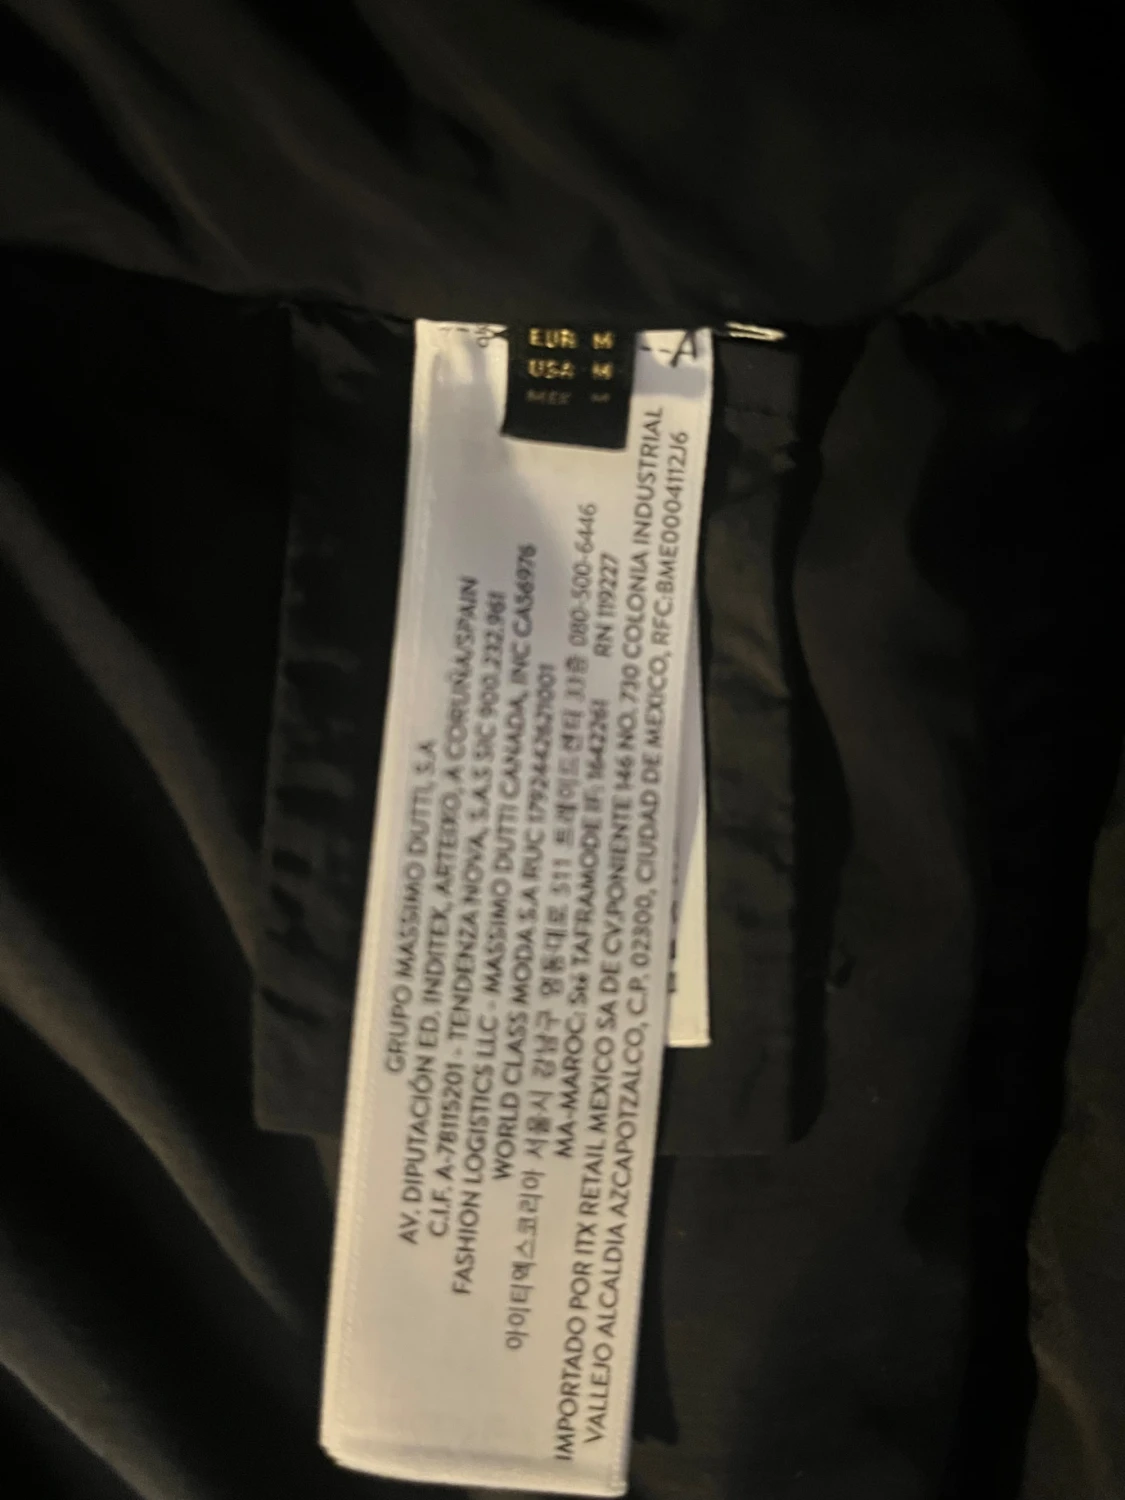 EUR M
USA M
MEX M
GRUPO MASSIMO DUTTI, S.A
AV. DIPUTACIÓN ED. INDITEX, ARTEIXO, A CORUÑA/SPAIN
C.I.F. A-78115201 - TENDENZA NOVA, S.A.S SIC 900.232.961
FASHION LOGISTICS LLC - MASSIMO DUTTI CANADA, INC CA56976
WORLD CLASS MODA S.A RUC 1792442621001
아이티엑스코리아 서울시 강남구 영동대로 511 트레이드센터 33층 080-500-6446
MA-MAROC: Sté TAFRAMODE IF: 1642261 RN 119227
IMPORTADO POR ITX RETAIL MEXICO SA DE CV.PONIENTE 146 NO. 730 COLONIA INDUSTRIAL
VALLEJO ALCALDIA AZCAPOTZALCO, C.P. 02300, CIUDAD DE MEXICO, RFC:BME0004112J6